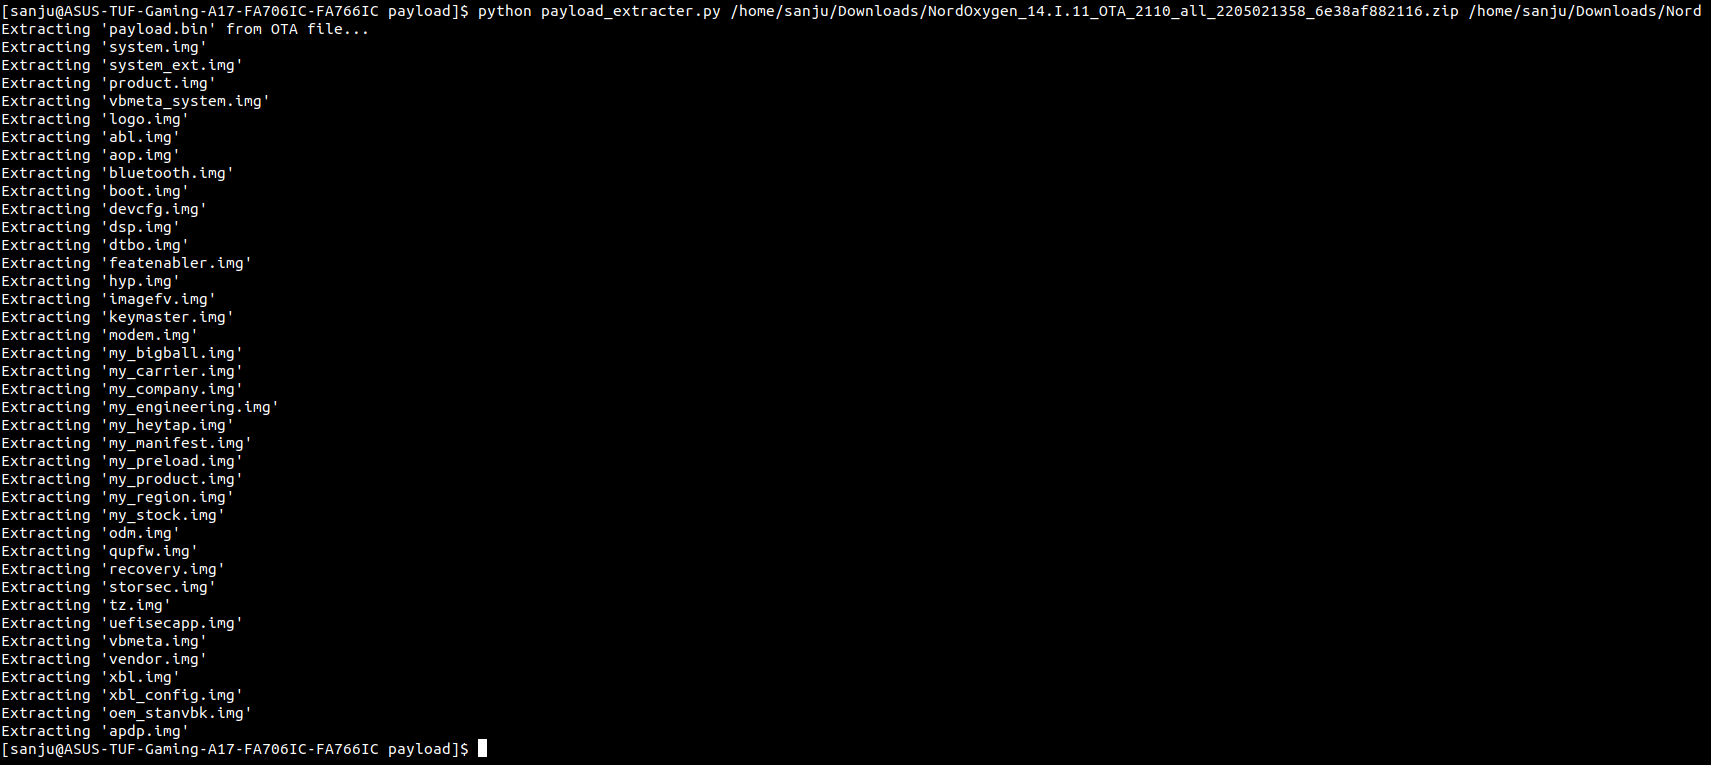 [sanju@ASUS-TUF-Gaming-A17-FA706IC-FA766IC payload]$ python payload_extracter.py /home/sanju/Downloads/NordOxygen_14.I.11_OTA_2110_all_2205021358_6e38af882116.zip /home/sanju/Downloads/Nord
Extracting 'payload.bin' from OTA file...
Extracting 'system.img'
Extracting 'system_ext.img'
Extracting 'product.img'
Extracting 'vbmeta_system.img'
Extracting 'logo.img'
Extracting 'abl.img'
Extracting 'aop.img'
Extracting 'bluetooth.img'
Extracting 'boot.img'
Extracting 'devcfg.img'
Extracting 'dsp.img'
Extracting 'dtbo.img'
Extracting 'featenabler.img'
Extracting 'hyp.img'
Extracting 'imagefv.img'
Extracting 'keymaster.img'
Extracting 'modem.img'
Extracting 'my_bigball.img'
Extracting 'my_carrier.img'
Extracting 'my_company.img'
Extracting 'my_engineering.img'
Extracting 'my_heytap.img'
Extracting 'my_manifest.img'
Extracting 'my_preload.img'
Extracting 'my_product.img'
Extracting 'my_region.img'
Extracting 'my_stock.img'
Extracting 'odm.img'
Extracting 'qupfw.img'
Extracting 'recovery.img'
Extracting 'storsec.img'
Extracting 'tz.img'
Extracting 'uefisecapp.img'
Extracting 'vbmeta.img'
Extracting 'vendor.img'
Extracting 'xbl.img'
Extracting 'xbl_config.img'
Extracting 'oem_stanvbk.img'
Extracting 'apdp.img'
[sanju@ASUS-TUF-Gaming-A17-FA706IC-FA766IC payload]$